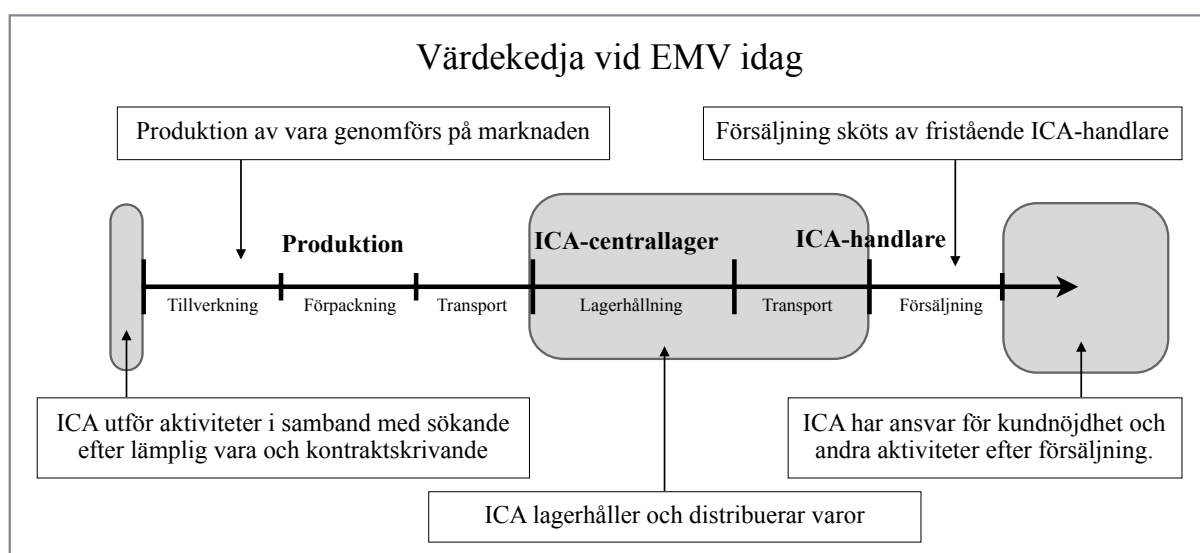 Värdekedja vid EMV idag
Produktion av vara genomförs på marknaden
Försäljning sköts av fristående ICA-handlare
Produktion
ICA-centrallager
ICA-handlare
Tillverkning
Förpackning
Transport
Lagerhållning
Transport
Försäljning
ICA utför aktiviteter i samband med sökande
efter lämplig vara och kontraktskrivande
ICA har ansvar för kundnöjdhet och
andra aktiviteter efter försäljning.
ICA lagerhåller och distribuerar varor